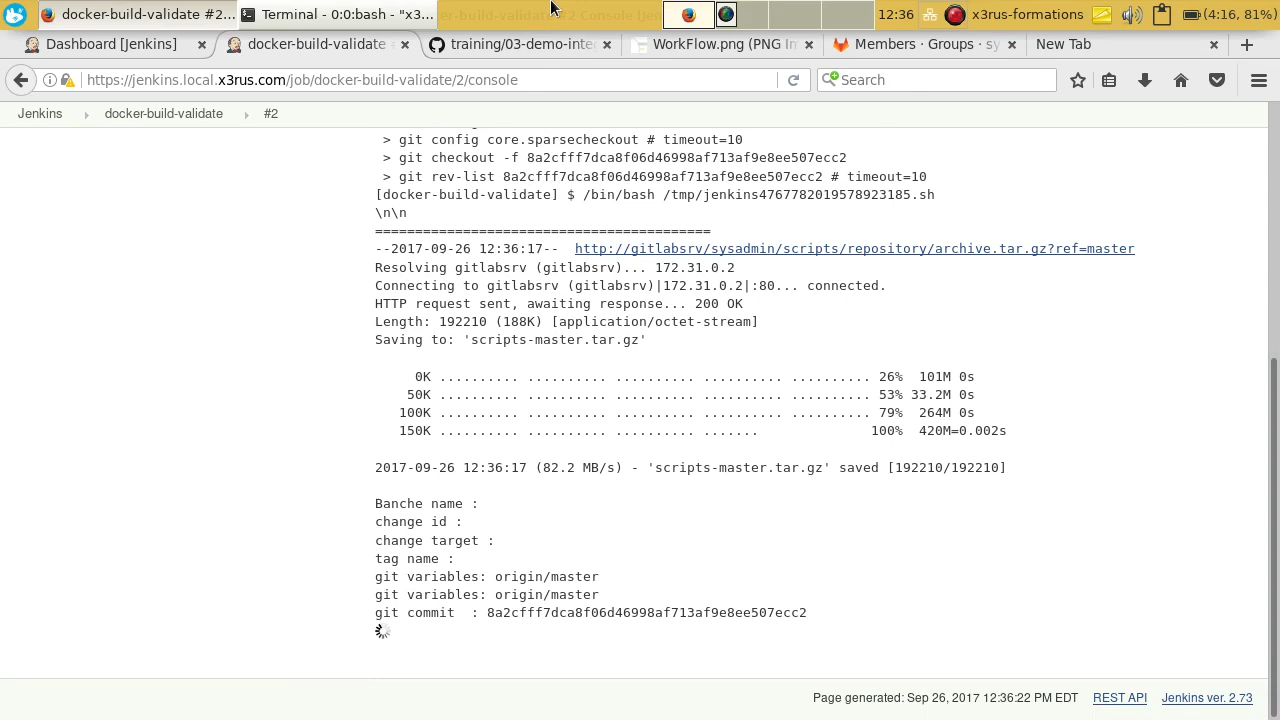 docker-build-validate #2...
Terminal - 0:0:bash - "x3...
12:36
x3rus-formations
(4:16, 81%)
Dashboard [Jenkins]
docker-build-validate
training/03-demo-inte
WorkFlow.png (PNG In
Members · Groups · sy
New Tab
https://jenkins.local.x3rus.com/job/docker-build-validate/2/console
Search
Jenkins
docker-build-validate
#2
> git config core.sparsecheckout # timeout=10
> git checkout -f 8a2cfff7dca8f06d46998af713af9e8ee507ecc2
> git rev-list 8a2cfff7dca8f06d46998af713af9e8ee507ecc2 # timeout=10
[docker-build-validate] $ /bin/bash /tmp/jenkins4767782019578923185.sh
\n\n
==========================================
--2017-09-26 12:36:17-- http://gitlabsrv/sysadmin/scripts/repository/archive.tar.gz?ref=master
Resolving gitlabsrv (gitlabsrv)... 172.31.0.2
Connecting to gitlabsrv (gitlabsrv)|172.31.0.2|:80... connected.
HTTP request sent, awaiting response... 200 OK
Length: 192210 (188K) [application/octet-stream]
Saving to: 'scripts-master.tar.gz'
0K .......... .......... .......... .......... .......... 26% 101M 0s
50K .......... .......... .......... .......... .......... 53% 33.2M 0s
100K .......... .......... .......... .......... .......... 79% 264M 0s
150K .......... .......... .......... ....... 100% 420M=0.002s
2017-09-26 12:36:17 (82.2 MB/s) - 'scripts-master.tar.gz' saved [192210/192210]
Banche name :
change id :
change target :
tag name :
git variables: origin/master
git variables: origin/master
git commit : 8a2cfff7dca8f06d46998af713af9e8ee507ecc2
Page generated: Sep 26, 2017 12:36:22 PM EDT
REST API
Jenkins ver. 2.73